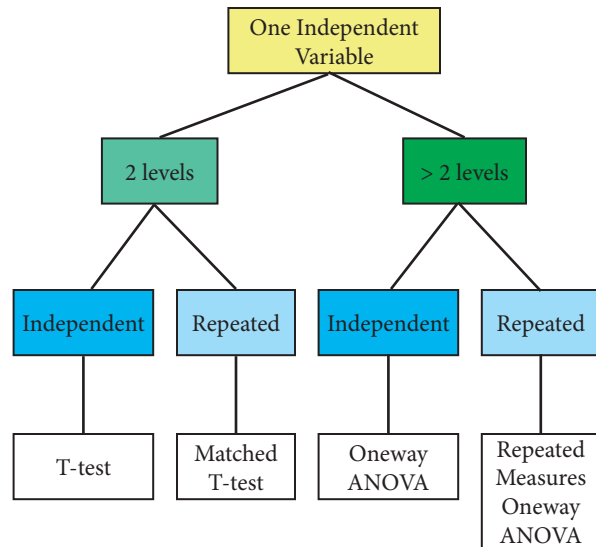 One Independent
Variable
2 levels
> 2 levels
Independent
Repeated
Independent
Repeated
T-test
Matched
T-test
Oneway
ANOVA
Repeated
Measures
Oneway
ANOVA